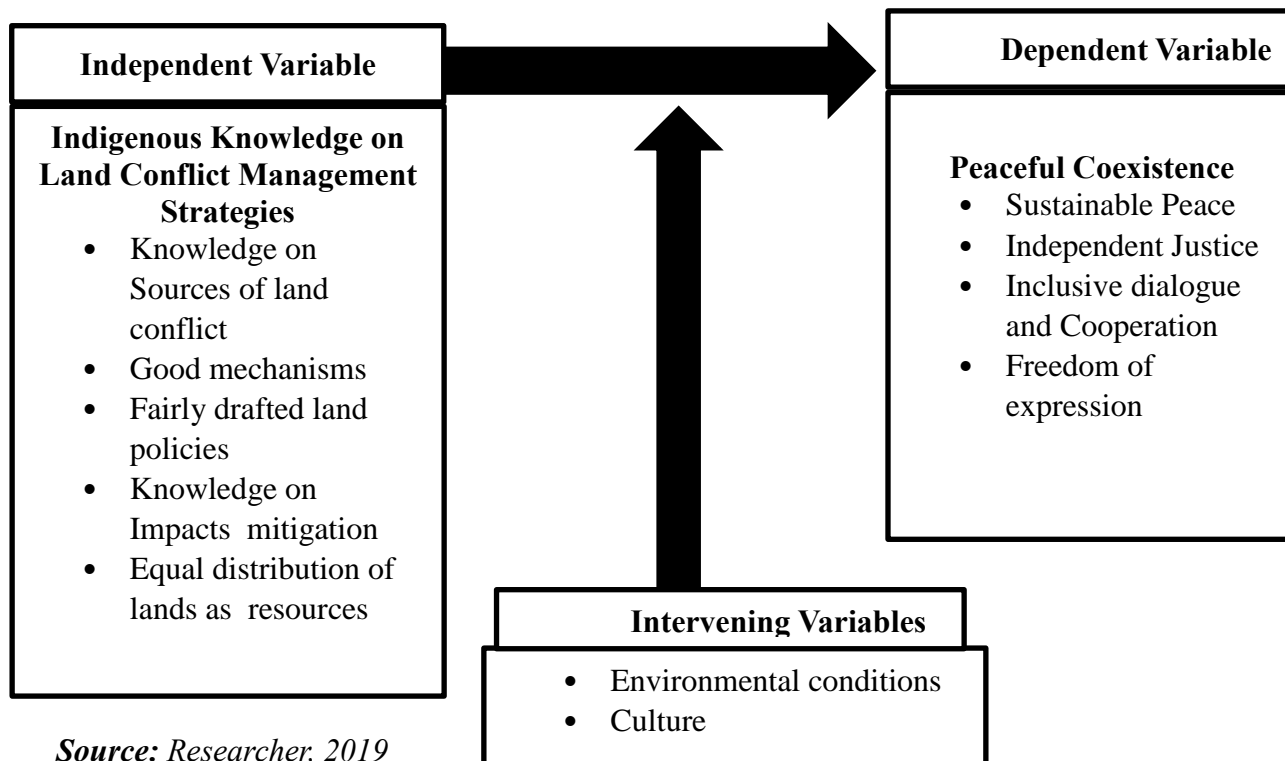 Independent Variable
Indigenous Knowledge on
Land Conflict Management
Strategies
• Knowledge on
Sources of land
conflict
• Good mechanisms
• Fairly drafted land
policies
• Knowledge on
Impacts mitigation
• Equal distribution of
lands as resources
Dependent Variable
Peaceful Coexistence
• Sustainable Peace
• Independent Justice
• Inclusive dialogue
and Cooperation
• Freedom of
expression
Intervening Variables
• Environmental conditions
• Culture
Source: Researcher, 2019